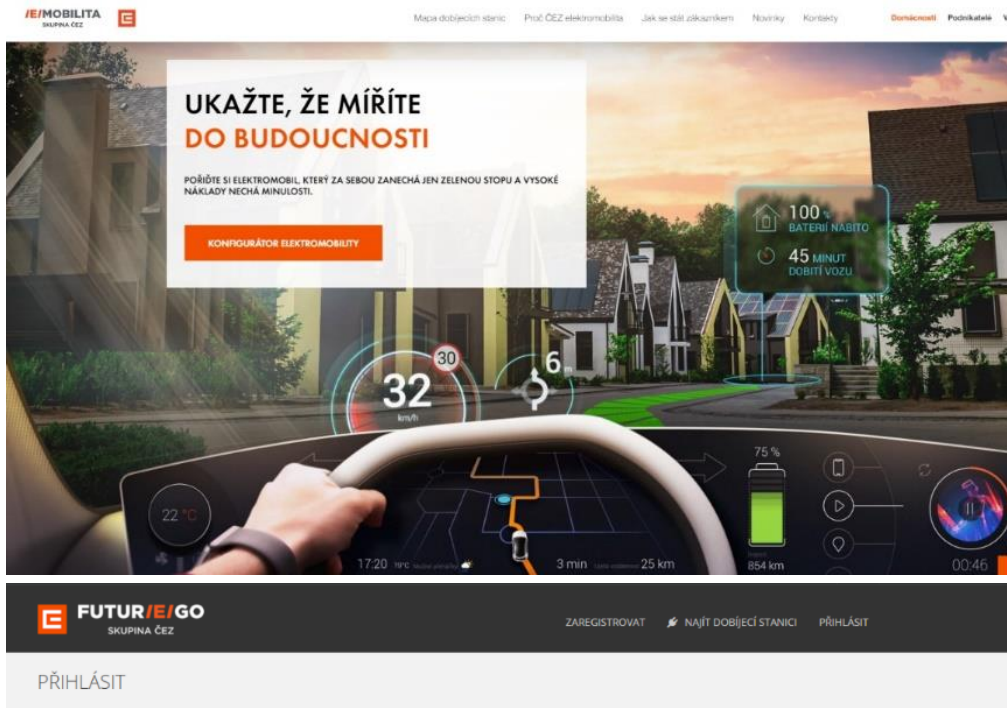 /E/MOBILITA
SKUPINA ČEZ
Mapa dobíjecích stanic Proč ČEZ elektromobilita Jak se stát zákazníkem Novinky Kontakty Domácnosti Podnikatelé V
UKAŽTE, ŽE MÍŘÍTE
DO BUDOUCNOSTI
POŘIĎTE SI ELEKTROMOBIL, KTERÝ ZA SEBOU ZANECHÁ JEN ZELENOU STOPU A VYSOKÉ
NÁKLADY NECHÁ MINULOSTI.
KONFIGURÁTOR ELEKTROMOBILITY
100 %
BATERIÍ NABITO
45 MINUT
DOBITÍ VOZU
30
32
km/h
6 m
75 %
22 °C
17:20 19°C
3 min 25 km
854 km
00:46
FUTUR/E/GO
SKUPINA ČEZ
ZAREGISTROVAT NAJÍT DOBÍJECÍ STANICI PŘIHLÁSIT
PŘIHLÁSIT